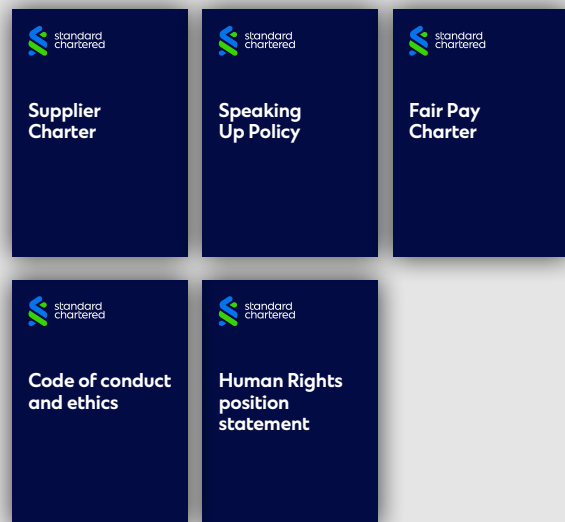 standard
chartered
Supplier
Charter
standard
chartered
Speaking
Up Policy
standard
chartered
Fair Pay
Charter
standard
chartered
Code of conduct
and ethics
standard
chartered
Human Rights
position
statement